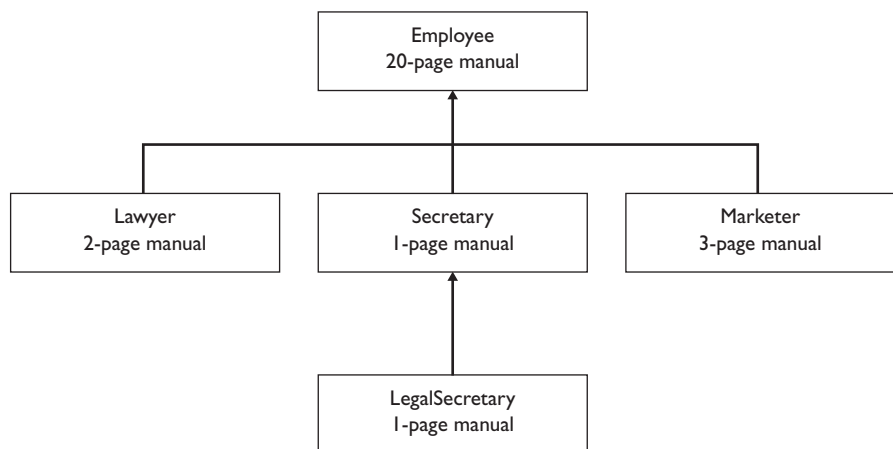 Employee
20-page manual
Lawyer
2-page manual
Secretary
1-page manual
Marketer
3-page manual
LegalSecretary
1-page manual